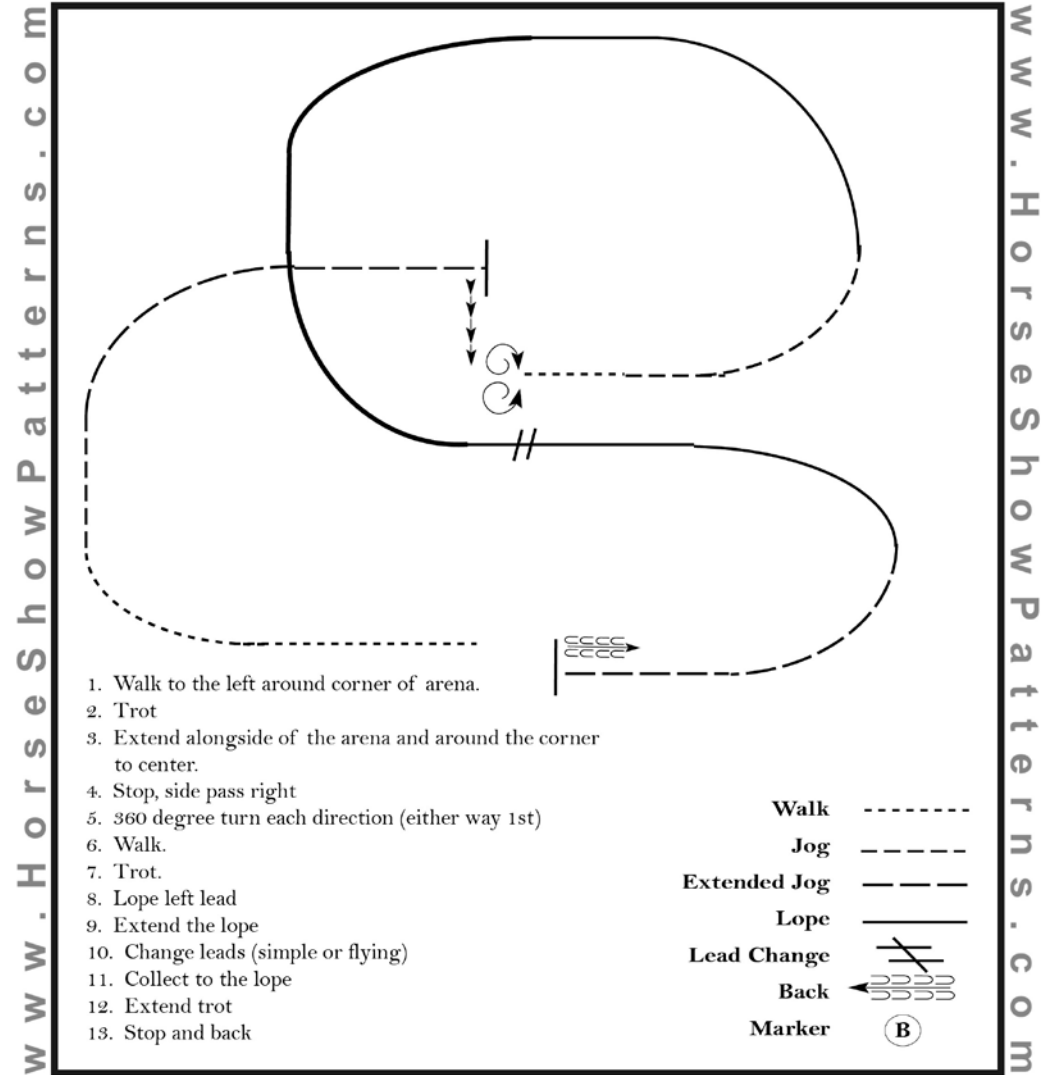 www.HorseShowPatterns.com
www.HorseShowPatterns.com
1. Walk to the left around corner of arena.
2. Trot
3. Extend alongside of the arena and around the corner
to center.
4. Stop, side pass right
5. 360 degree turn each direction (either way 1st)
6. Walk.
7. Trot.
8. Lope left lead
9. Extend the lope
10. Change leads (simple or flying)
11. Collect to the lope
12. Extend trot
13. Stop and back
Walk
Jog
Extended Jog
Lope
Lead Change
Back
Marker B